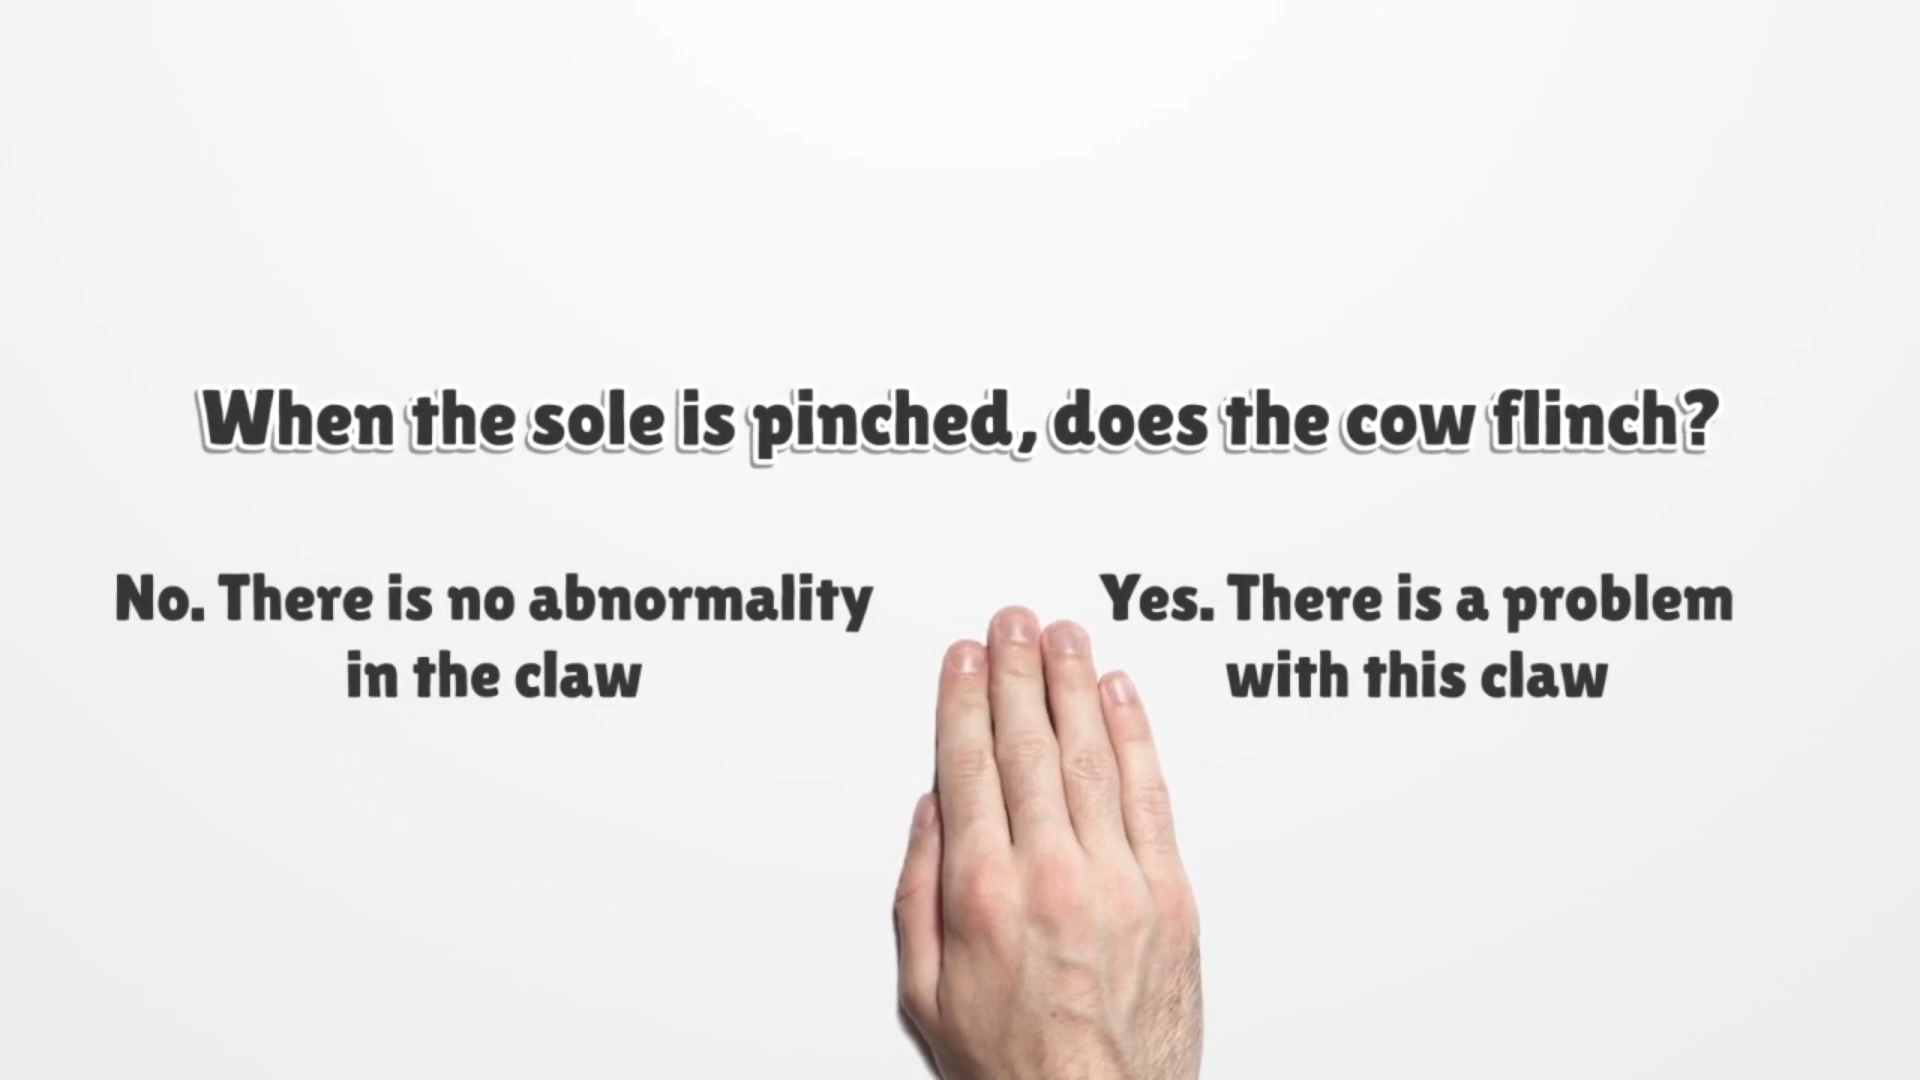 When the sole is pinched, does the cow flinch?
No. There is no abnormality
in the claw
Yes. There is a problem
with this claw